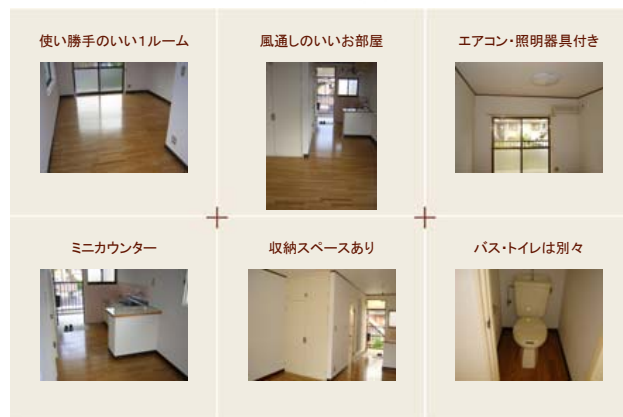 使い勝手のいい1ルーム
風通しのいいお部屋
エアコン・照明器具付き
ミニカウンター
収納スペースあり
バス・トイレは別々